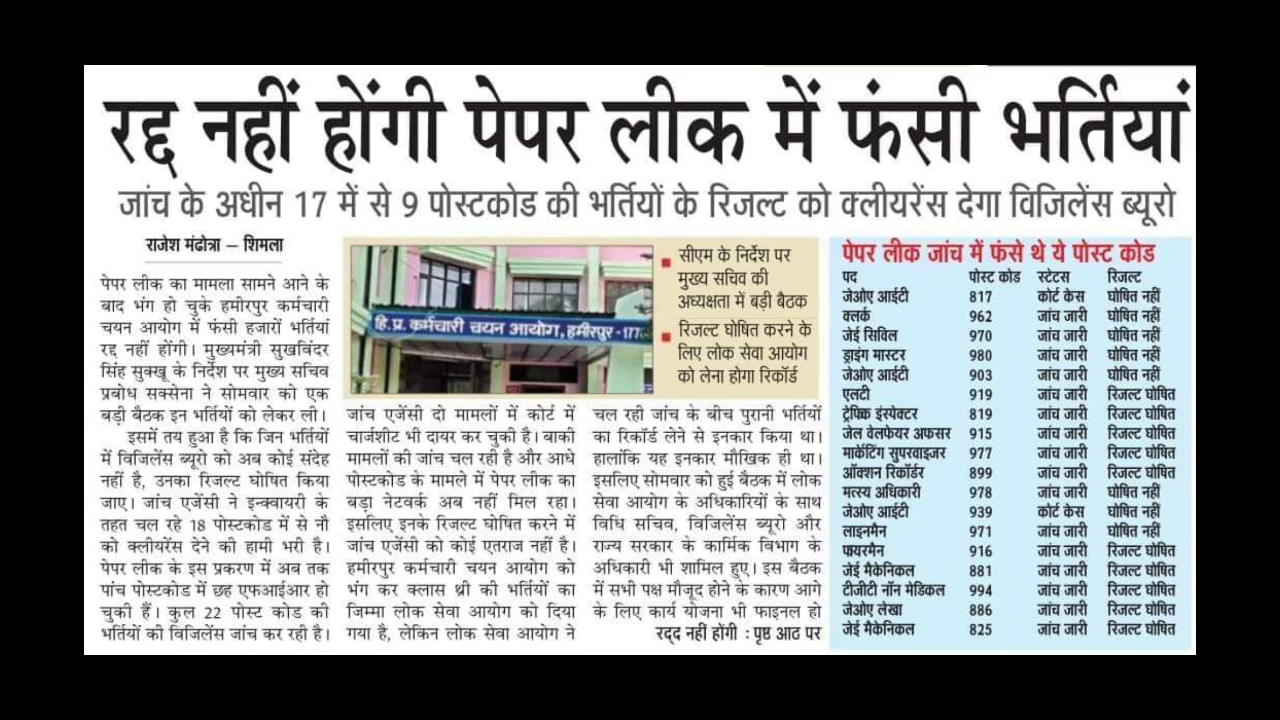 रद्द नहीं होंगी पेपर लीक में फंसी भर्तियां
जांच के अधीन 17 में से 9 पोस्टकोड की भर्तियों के रिजल्ट को क्लीयरेंस देगा विजिलेंस ब्यूरो
राजेश मंढोत्रा – शिमला
पेपर लीक का मामला सामने आने के
बाद भंग हो चुके हमीरपुर कर्मचारी
चयन आयोग में फंसी हजारों भर्तियां
रद्द नहीं होंगी। मुख्यमंत्री सुखविंदर
सिंह सुक्खू के निर्देश पर मुख्य सचिव
प्रबोध सक्सेना ने सोमवार को एक
बड़ी बैठक इन भर्तियों को लेकर ली।
इसमें तय हुआ है कि जिन भर्तियों
में विजिलेंस ब्यूरो को अब कोई संदेह
नहीं है, उनका रिजल्ट घोषित किया
जाए। जांच एजेंसी ने इन्क्वायरी के
तहत चल रहे 18 पोस्टकोड में से नौ
को क्लीयरेंस देने की हामी भरी है।
पेपर लीक के इस प्रकरण में अब तक
पांच पोस्टकोड में छह एफआईआर हो
चुकी हैं। कुल 22 पोस्ट कोड की
भर्तियों की विजिलेंस जांच कर रही है।
हि.प्र. कर्मचारी चयन आयोग, हमीरपुर -177
सीएम के निर्देश पर
मुख्य सचिव की
अध्यक्षता में बड़ी बैठक
रिजल्ट घोषित करने के
लिए लोक सेवा आयोग
को लेना होगा रिकॉर्ड
जांच एजेंसी दो मामलों में कोर्ट में
चार्जशीट भी दायर कर चुकी है। बाकी
मामलों की जांच चल रही है और आधे
पोस्टकोड के मामले में पेपर लीक का
बड़ा नेटवर्क अब नहीं मिल रहा।
इसलिए इनके रिजल्ट घोषित करने में
जांच एजेंसी को कोई एतराज नहीं है।
हमीरपुर कर्मचारी चयन आयोग को
भंग कर क्लास थ्री की भर्तियों का
जिम्मा लोक सेवा आयोग को दिया
गया है, लेकिन लोक सेवा आयोग ने
चल रही जांच के बीच पुरानी भर्तियों
का रिकॉर्ड लेने से इनकार किया था।
हालांकि यह इनकार मौखिक ही था।
इसलिए सोमवार को हुई बैठक में लोक
सेवा आयोग के अधिकारियों के साथ
विधि सचिव, विजिलेंस ब्यूरो और
राज्य सरकार के कार्मिक विभाग के
अधिकारी भी शामिल हुए। इस बैठक
में सभी पक्ष मौजूद होने के कारण आगे
के लिए कार्य योजना भी फाइनल हो
रद्द नहीं होंगी : पृष्ठ आठ पर
पेपर लीक जांच में फंसे थे ये पोस्ट कोड
पद पोस्ट कोड स्टेटस रिजल्ट
जेओए आईटी 817 कोर्ट केस घोषित नहीं
क्लर्क 962 जांच जारी घोषित नहीं
जेई सिविल 970 जांच जारी घोषित नहीं
ड्राइंग मास्टर 980 जांच जारी घोषित नहीं
जेओए आईटी 903 जांच जारी घोषित नहीं
एलटी 919 जांच जारी रिजल्ट घोषित
ट्रेफिक इंस्पेक्टर 819 जांच जारी रिजल्ट घोषित
जेल वेलफेयर अफसर 915 जांच जारी रिजल्ट घोषित
मार्केटिंग सुपरवाइजर 977 जांच जारी रिजल्ट घोषित
ऑक्शन रिकॉर्डर 899 जांच जारी रिजल्ट घोषित
मत्स्य अधिकारी 978 जांच जारी घोषित नहीं
जेओए आईटी 939 कोर्ट केस घोषित नहीं
लाइनमैन 971 जांच जारी घोषित नहीं
फायरमैन 916 जांच जारी रिजल्ट घोषित
जेई मैकेनिकल 881 जांच जारी रिजल्ट घोषित
टीजीटी नॉन मेडिकल 994 जांच जारी रिजल्ट घोषित
जेओए लेखा 886 जांच जारी रिजल्ट घोषित
जेई मैकेनिकल 825 जांच जारी रिजल्ट घोषित